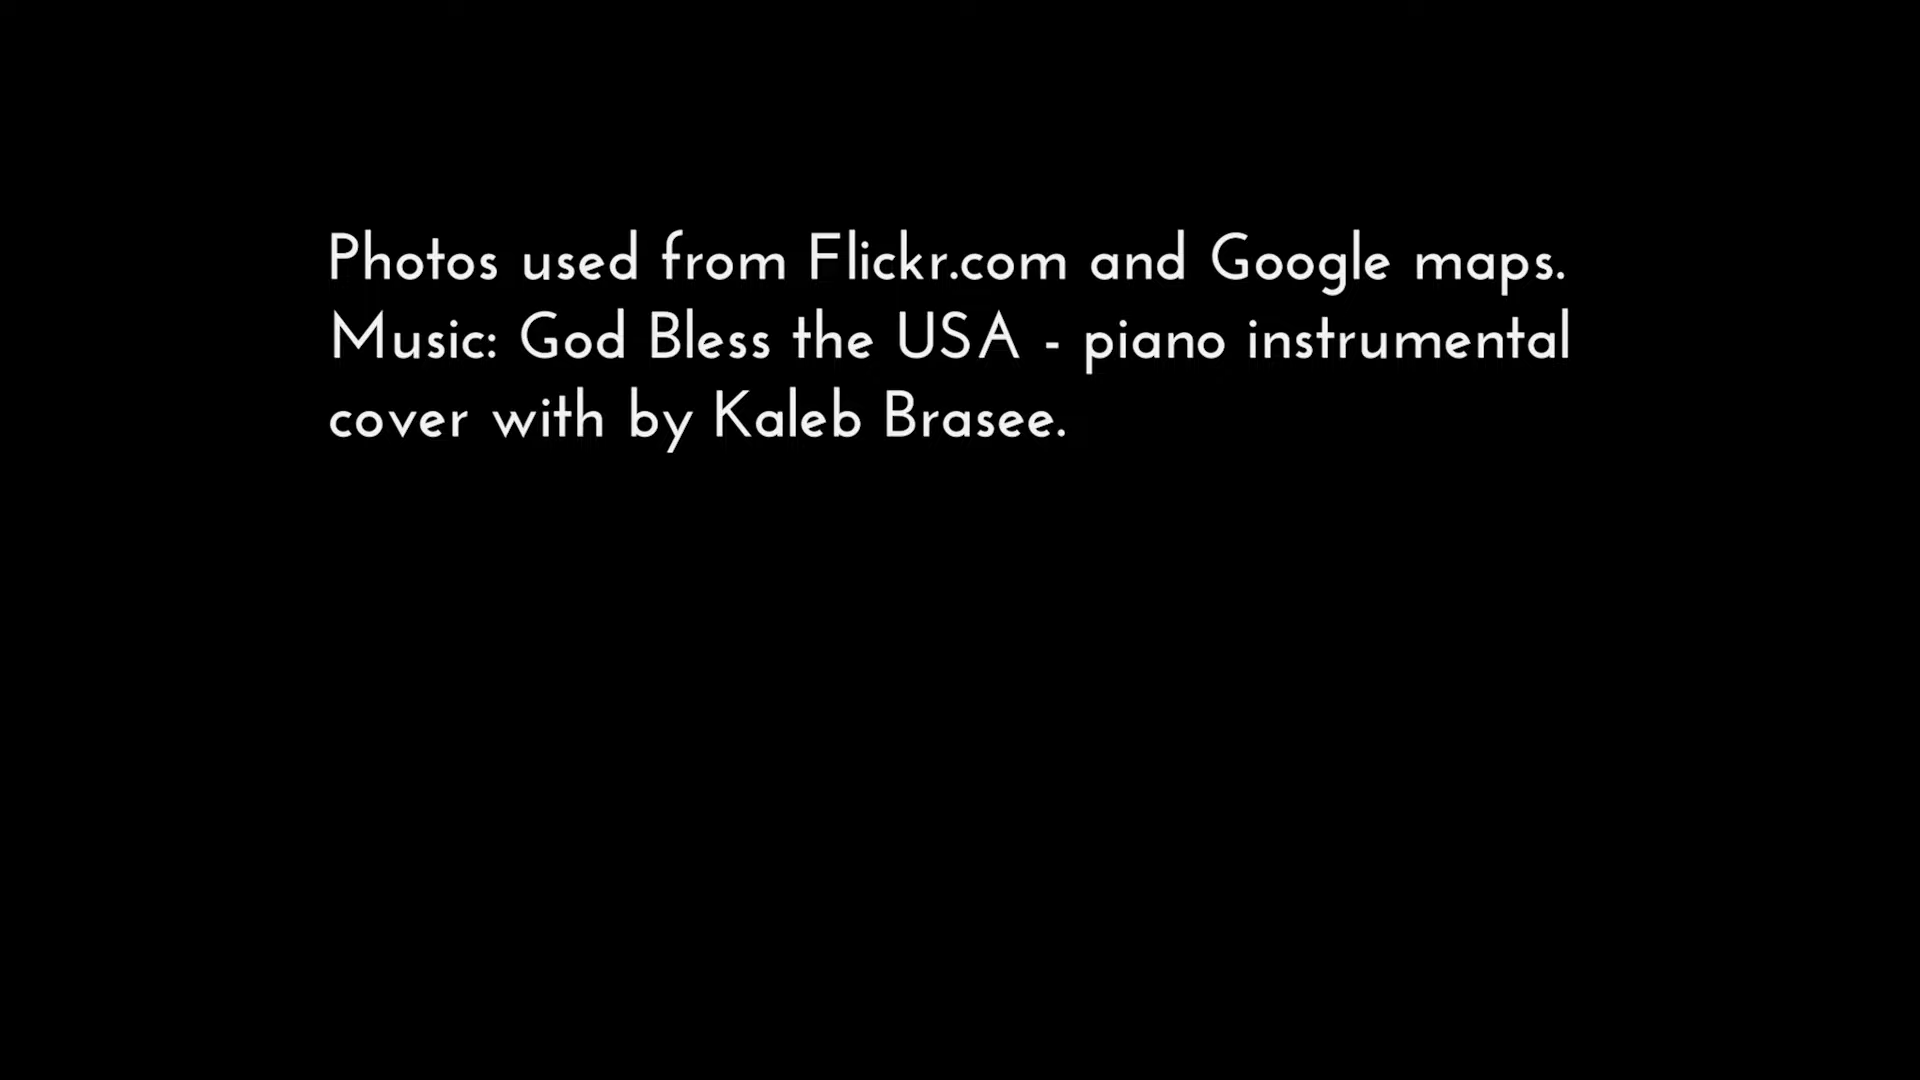 Photos used from Flickr.com and Google maps.
Music: God Bless the USA - piano instrumental
cover with by Kaleb Brasee.